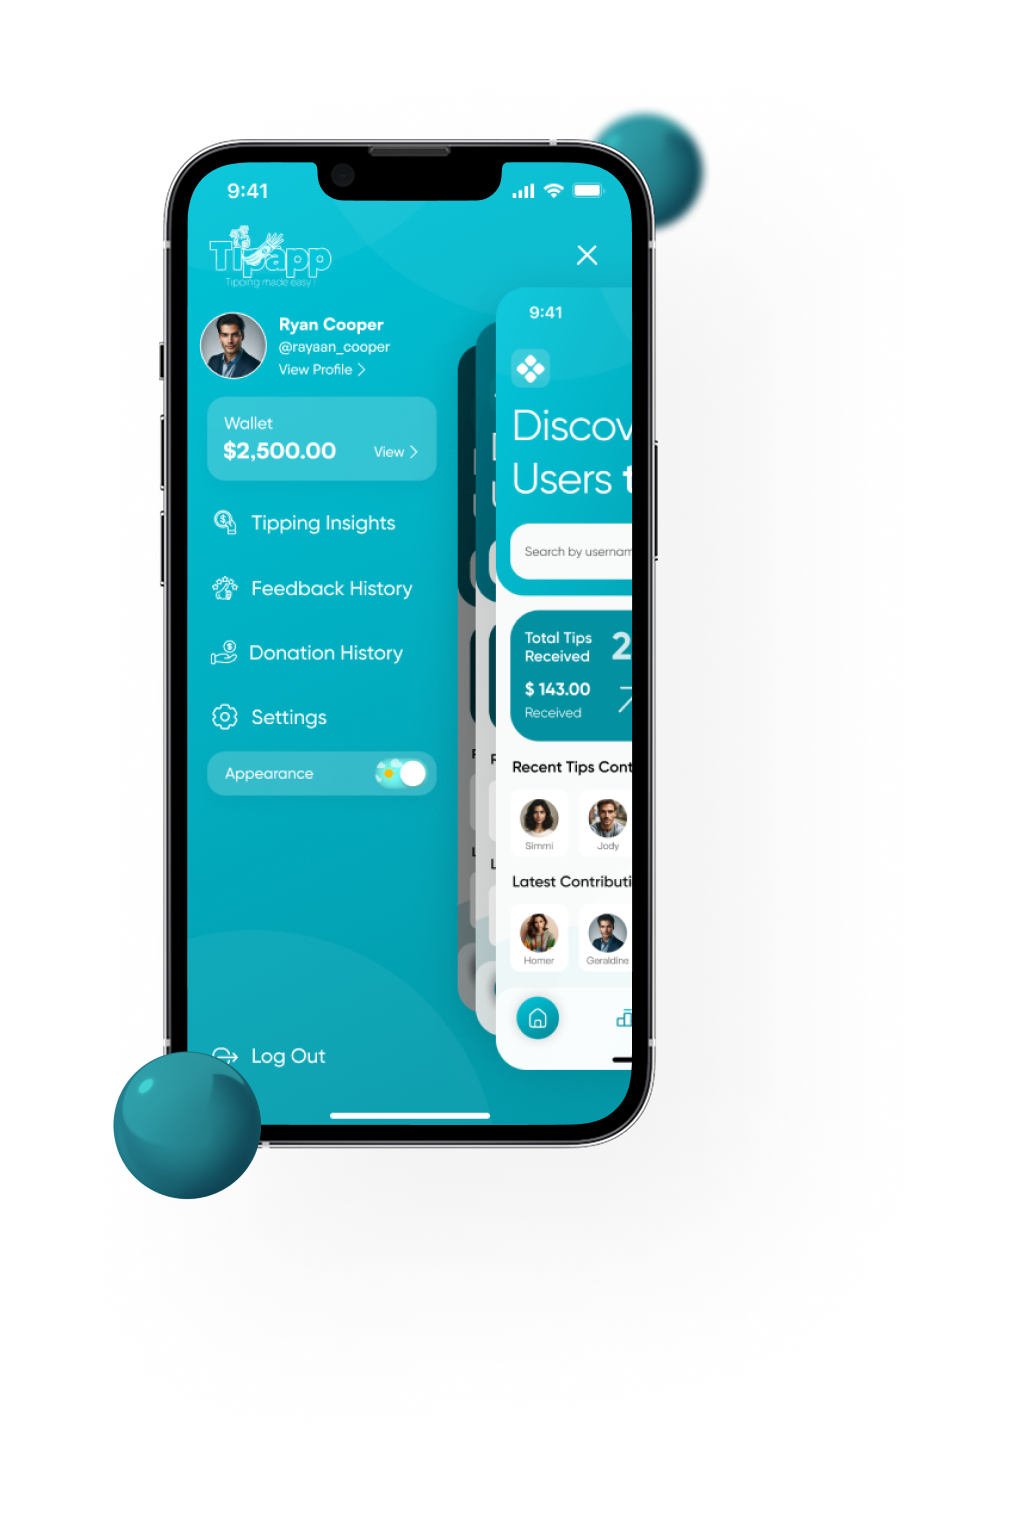 9:41
Tipapp
Tipping made easy!
Ryan Cooper
@rayaan_cooper
View Profile
Wallet
$2,500.00
View
Tipping Insights
Feedback History
Donation History
Settings
Appearance
Log Out
9:41
Discov
Users t
Search by usernam
Total Tips
Received
2
$ 143.00
Received
Recent Tips Cont
Simmi
Jody
Latest Contributi
Homer
Geraldine